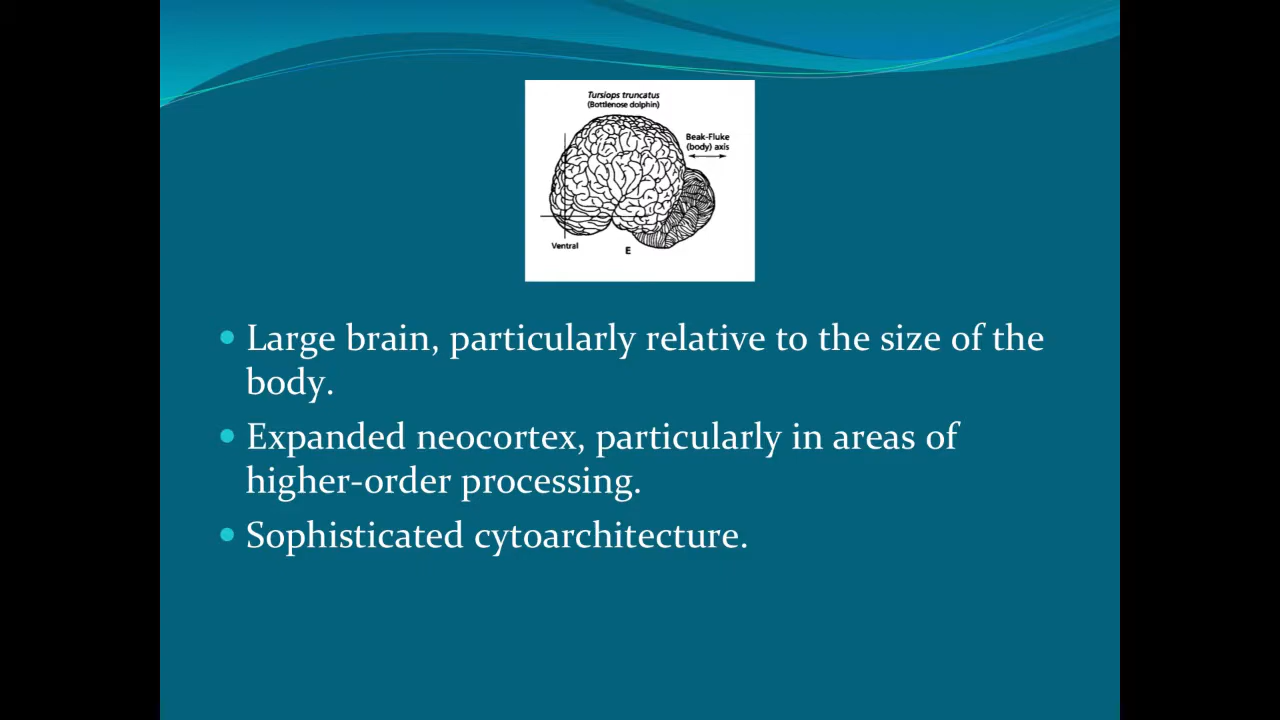 Tursiops truncatus
(Bottlenose dolphin)
Beak-Fluke
(body) axis
Ventral
E
• Large brain, particularly relative to the size of the
body.
• Expanded neocortex, particularly in areas of
higher-order processing.
• Sophisticated cytoarchitecture.